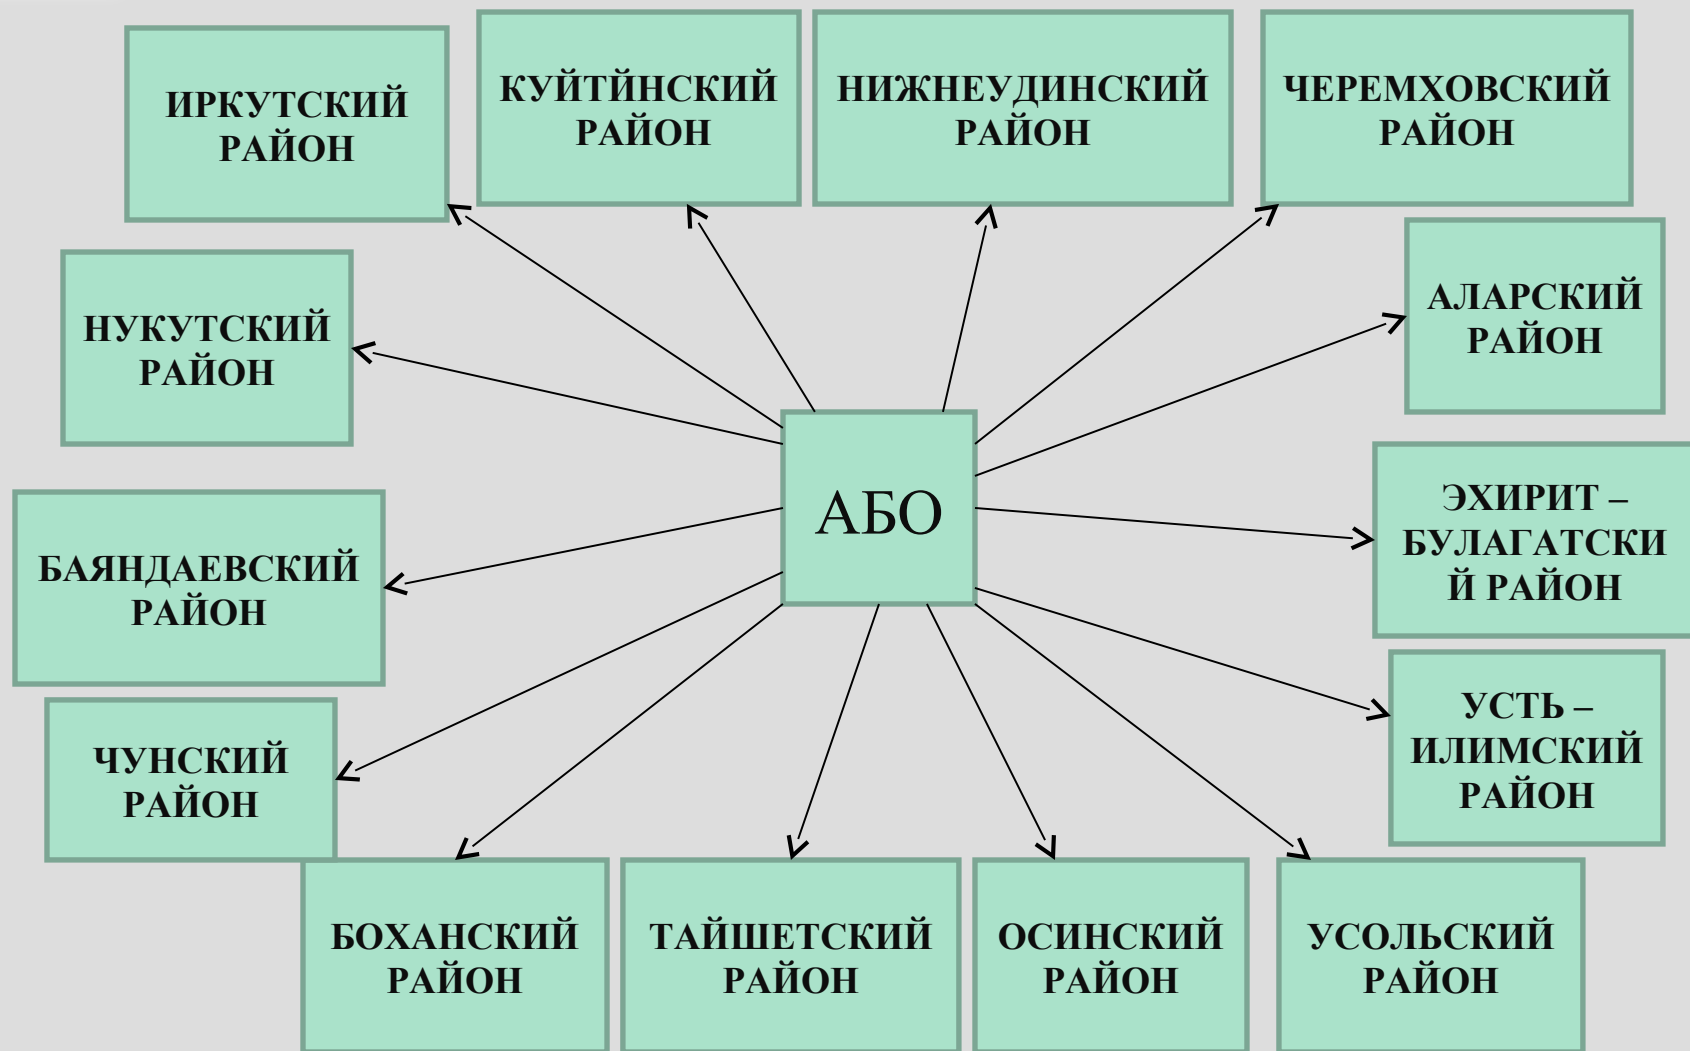 ИРКУТСКИЙ
РАЙОН
КУЙТЙНСКИЙ
РАЙОН
НИЖНЕУДИНСКИЙ
РАЙОН
ЧЕРЕМХОВСКИЙ
РАЙОН
НУКУТСКИЙ
РАЙОН
АЛАРСКИЙ
РАЙОН
АБО
БАЯНДАЕВСКИЙ
РАЙОН
ЭХИРИТ –
БУЛАГАТСКИ
Й РАЙОН
ЧУНСКИЙ
РАЙОН
УСТЬ –
ИЛИМСКИЙ
РАЙОН
БОХАНСКИЙ
РАЙОН
ТАЙШЕТСКИЙ
РАЙОН
ОСИНСКИЙ
РАЙОН
УСОЛЬСКИЙ
РАЙОН